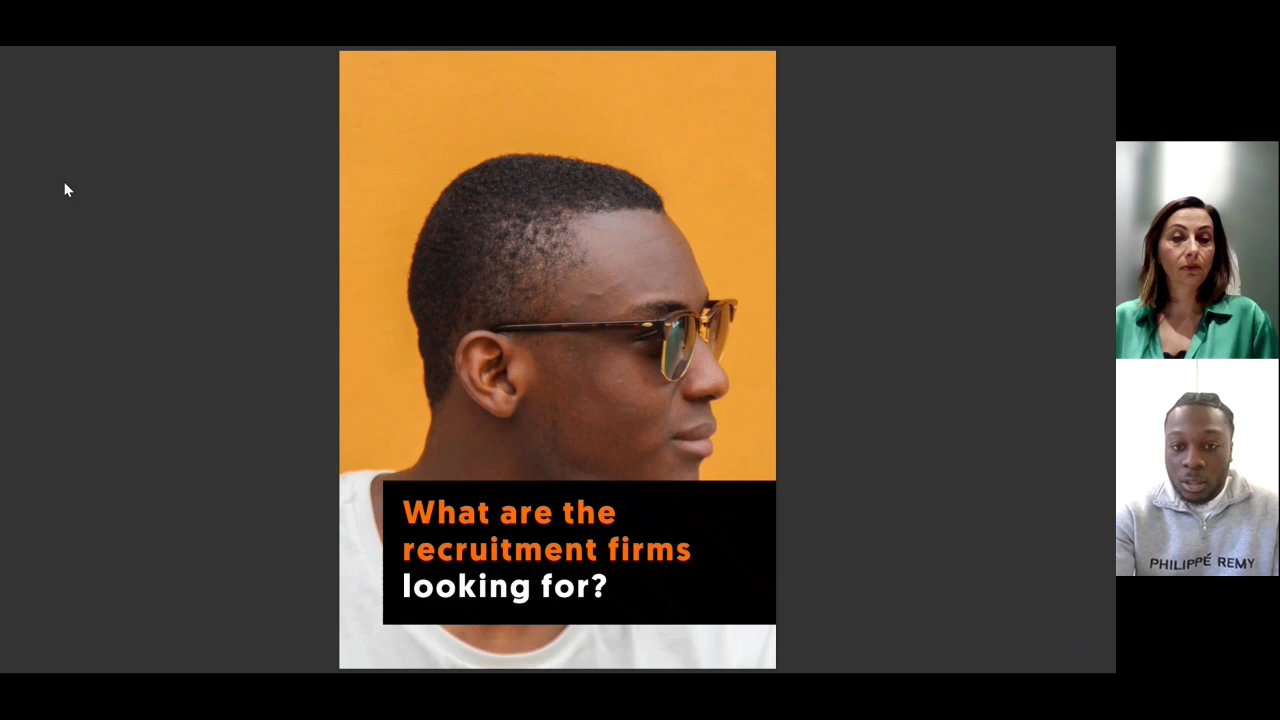 What are the
recruitment firms
looking for?
PHILIPPÉ REMY